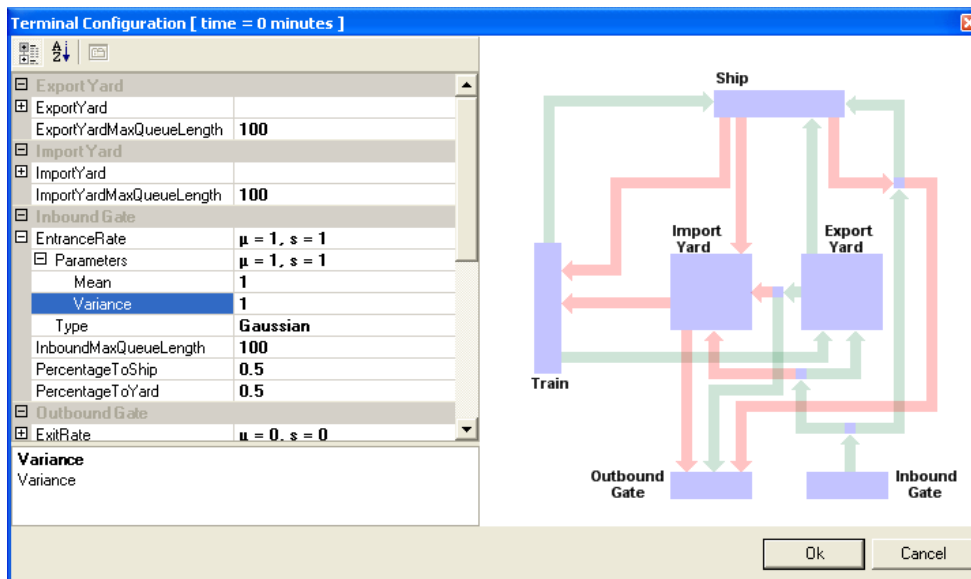 Terminal Configuration [ time = 0 minutes ]
Export Yard
ExportYard
ExportYardMaxQueueLength 100
Import Yard
ImportYard
ImportYardMaxQueueLength 100
Inbound Gate
EntranceRate μ = 1, s = 1
Parameters μ = 1, s = 1
Mean 1
Variance 1
Type Gaussian
InboundMaxQueueLength 100
PercentageToShip 0.5
PercentageToYard 0.5
Outbound Gate
ExitRate μ = 0, s = 0
Variance
Variance
Ship
Import
Yard
Export
Yard
Train
Outbound
Gate
Inbound
Gate
Ok
Cancel